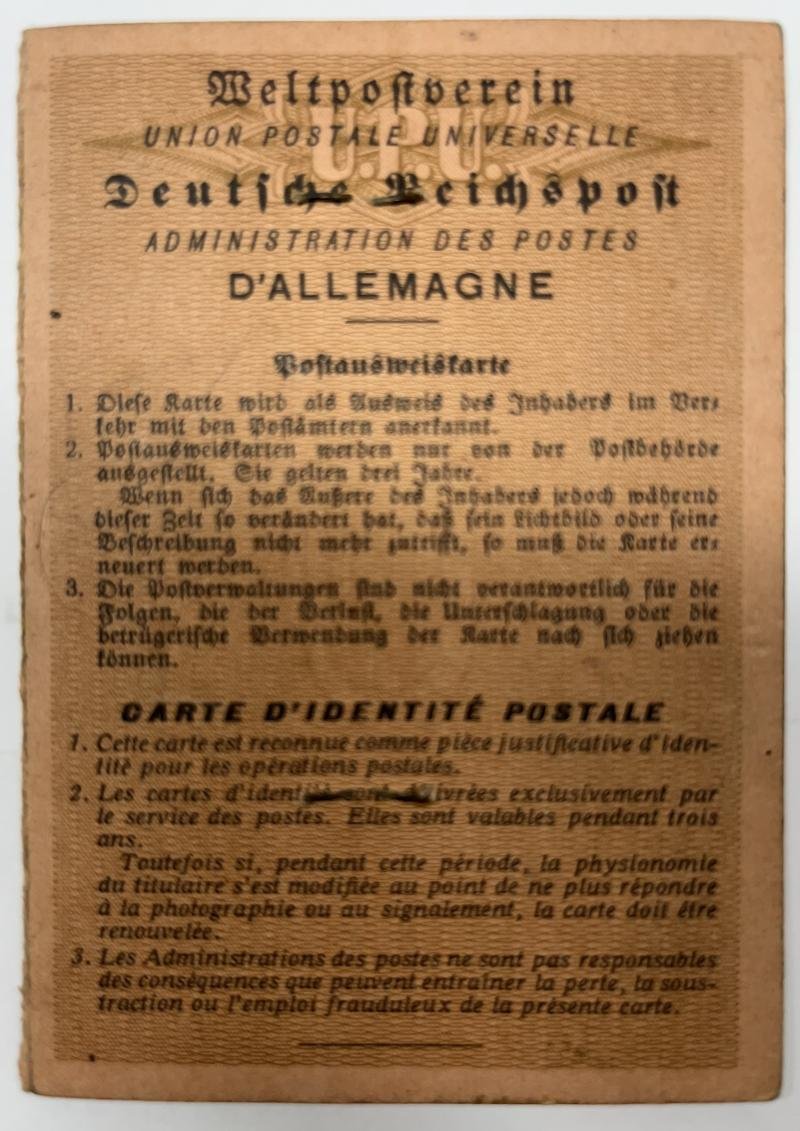 Weltpostverein
U.P.U.
UNION POSTALE UNIVERSELLE
Deutsche Reichspost
ADMINISTRATION DES POSTES
D'ALLEMAGNE
Postausweiskarte
1. Diese Karte wird als Ausweis des Inhabers im Ver-
kehr mit den Postämtern anerkannt.
2. Postausweiskarten werden nur von der Postbehörde
ausgestellt. Sie gelten drei Jahre.
Wenn sich das Äußere des Inhabers jedoch während
dieser Zeit so verändert hat, daß sein Lichtbild oder seine
Beschreibung nicht mehr zutrifft, so muß die Karte er-
neuert werden.
3. Die Postverwaltungen sind nicht verantwortlich für die
Folgen, die der Verlust, die Unterschlagung oder die
betrügerische Verwendung der Karte nach sich ziehen
können.
CARTE D'IDENTITÉ POSTALE
1. Cette carte est reconnue comme pièce justificative d'iden-
tité pour les opérations postales.
2. Les cartes d'identité sont délivrées exclusivement par
le service des postes. Elles sont valables pendant trois
ans.
Toutefois si, pendant cette période, la physionomie
du titulaire s'est modifiée au point de ne plus répondre
à la photographie ou au signalement, la carte doit être
renouvelée.
3. Les Administrations des postes ne sont pas responsables
des conséquences que peuvent entraîner la perte, la sous-
traction ou l'emploi frauduleux de la présente carte.